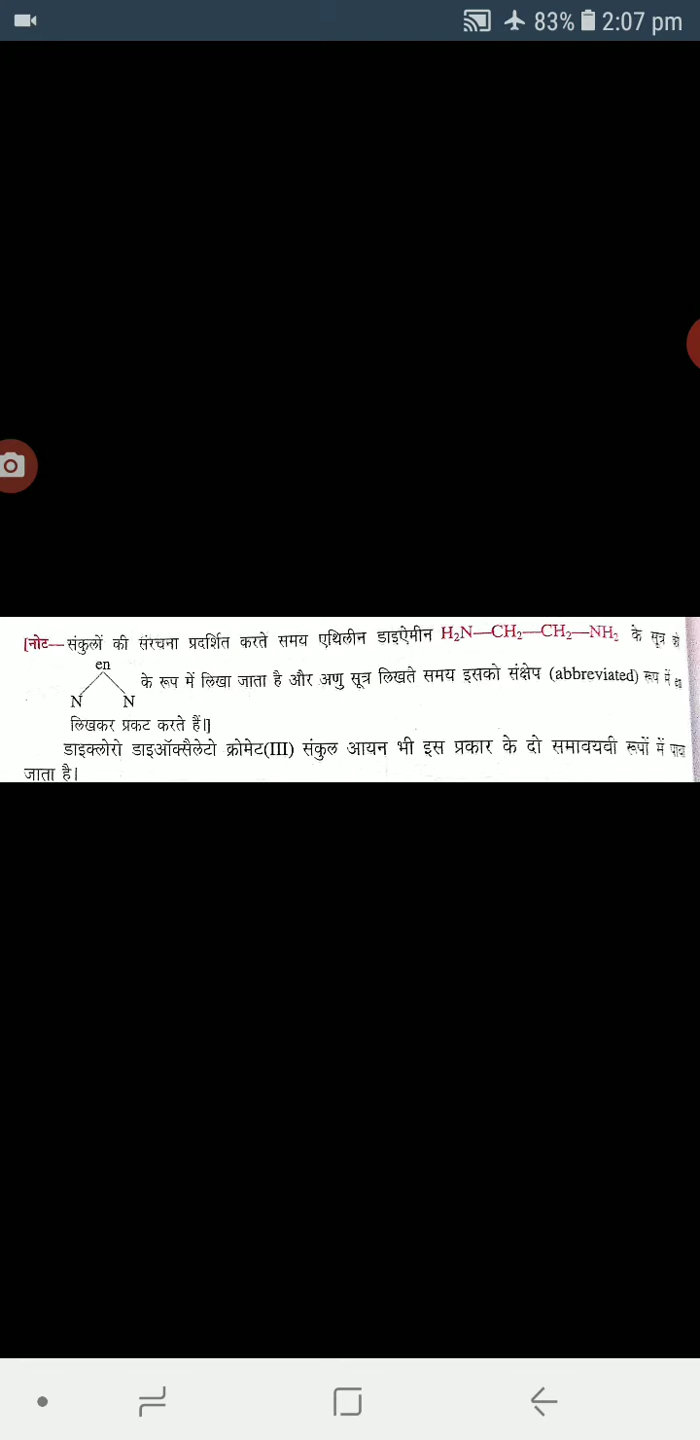 83% 2:07 pm
[नोट—संकुलों की संरचना प्रदर्शित करते समय एथिलीन डाइऐमीन H₂N—CH₂—CH₂—NH₂ के सूत्र को
en
N N के रूप में लिखा जाता है और अणु सूत्र लिखते समय इसको संक्षेप (abbreviated) रूप में en
लिखकर प्रकट करते हैं।]
डाइक्लोरो डाइऑक्सैलेटो क्रोमेट(III) संकुल आयन भी इस प्रकार के दो समावयवी रूपों में
जाता है।